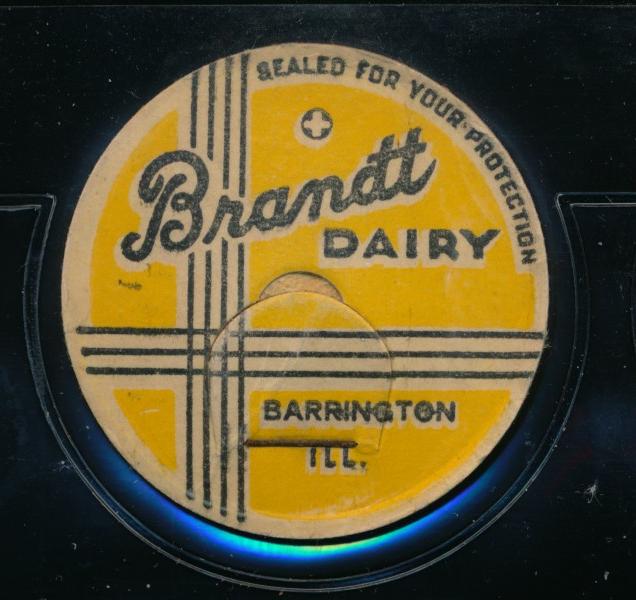 SEALED FOR YOUR PROTECTION
Brandt
DAIRY
BARRINGTON
ILL.